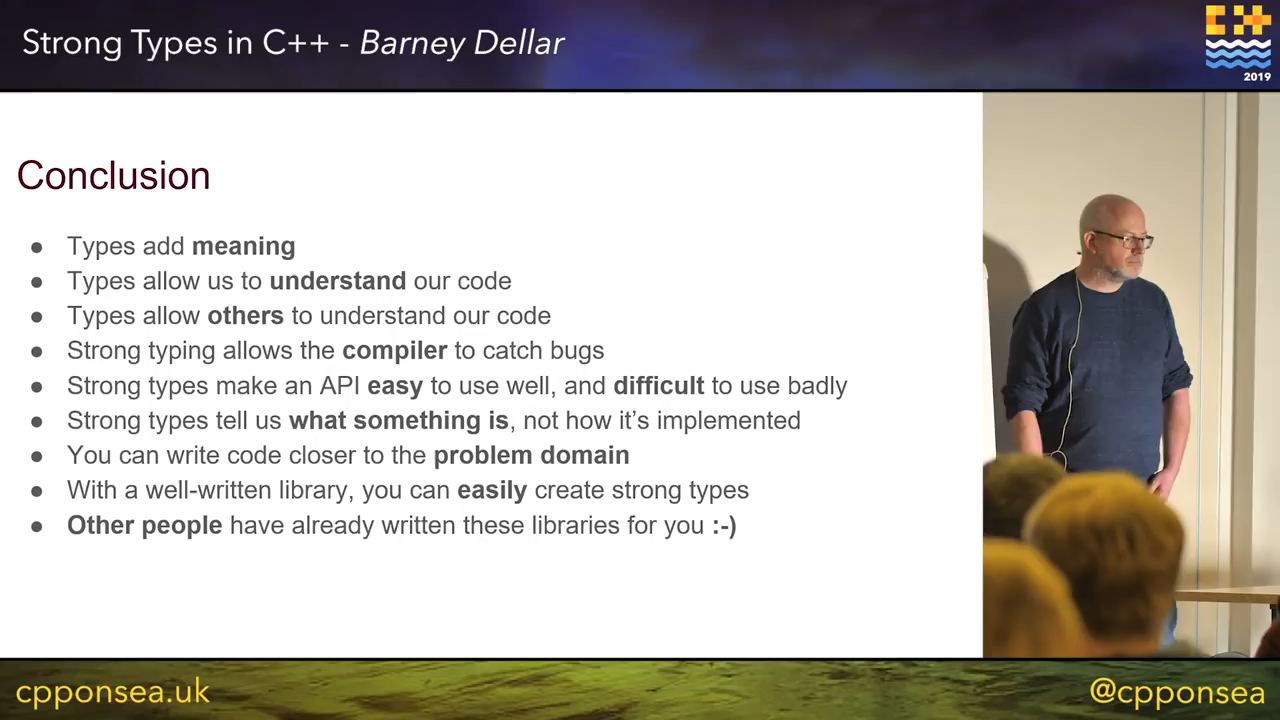 Strong Types in C++ - Barney Dellar
2019
Conclusion
● Types add meaning
● Types allow us to understand our code
● Types allow others to understand our code
● Strong typing allows the compiler to catch bugs
● Strong types make an API easy to use well, and difficult to use badly
● Strong types tell us what something is, not how it’s implemented
● You can write code closer to the problem domain
● With a well-written library, you can easily create strong types
● Other people have already written these libraries for you :-)
cpponsea.uk
@cpponsea